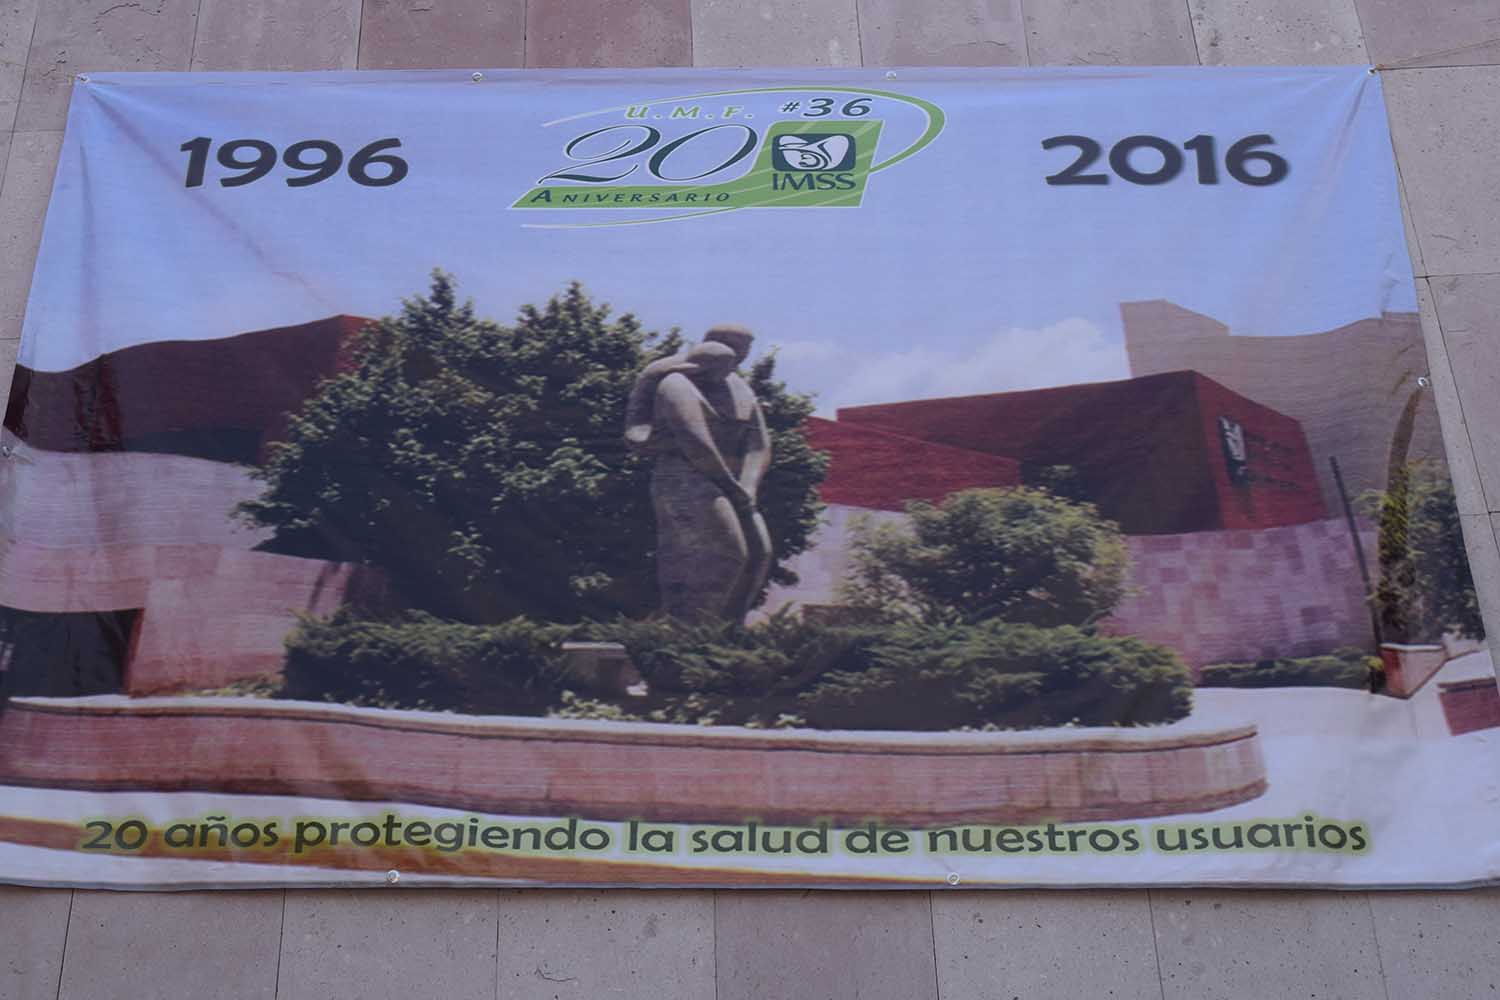 U.M.F. #36
1996
20
2016
IMSS
ANIVERSARIO
20 años protegiendo la salud de nuestros usuarios